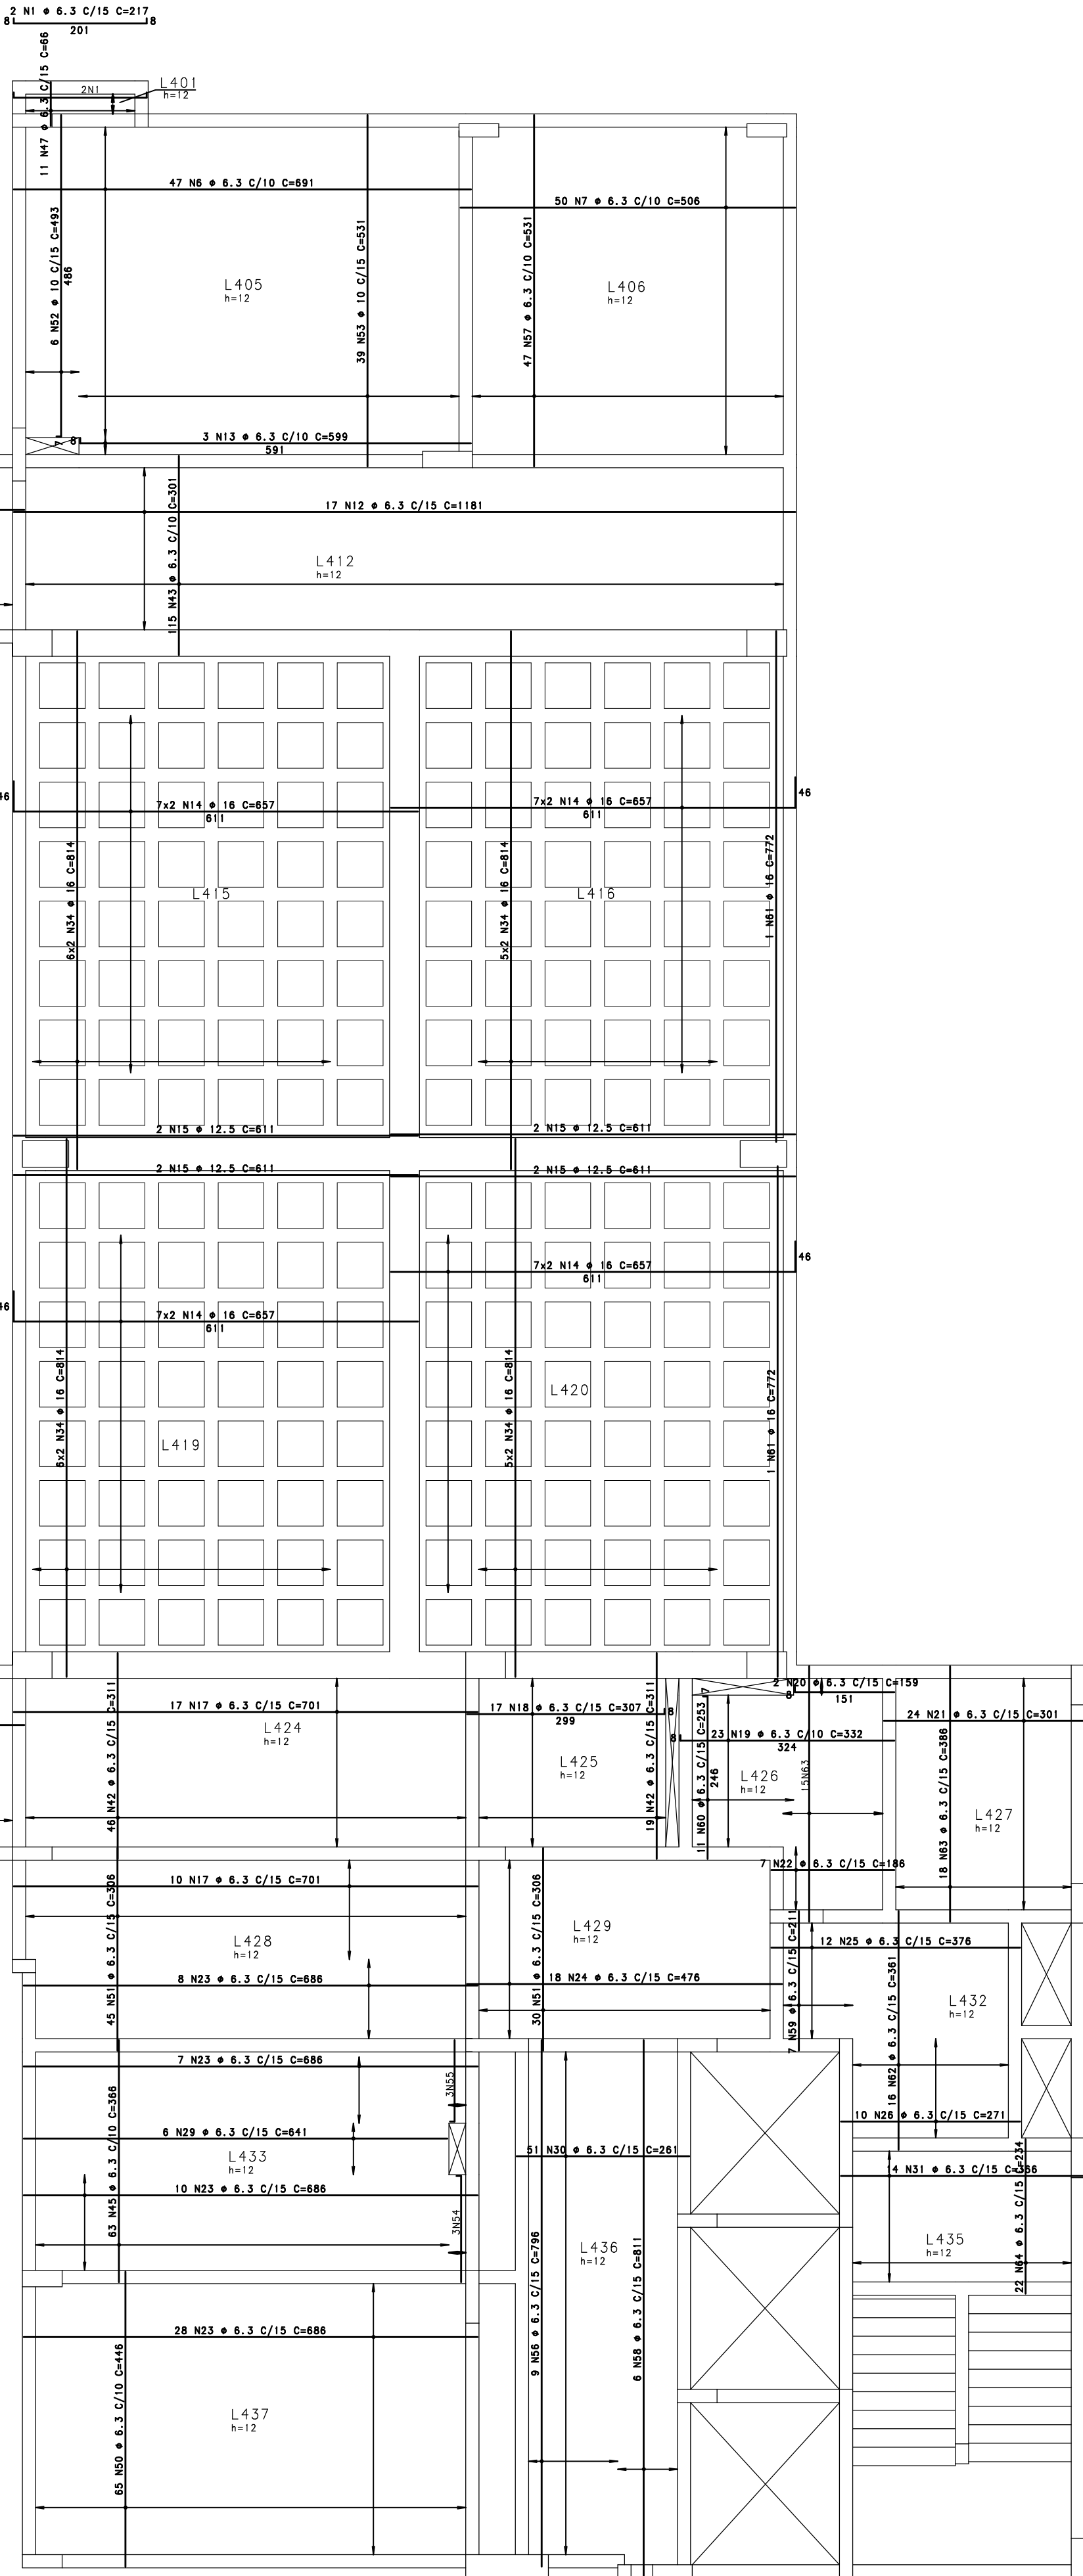 2 N1 ø 6.3 C/15 C=217
8
8
201
11 N47 ø 6.3 C/15 C=66
2N1
L401
h=12
47 N6 ø 6.3 C/10 C=691
50 N7 ø 6.3 C/10 C=506
6 N52 ø 10 C/15 C=493
486
39 N53 ø 10 C/15 C=531
47 N57 ø 6.3 C/10 C=531
L405
h=12
L406
h=12
7
8
3 N13 ø 6.3 C/10 C=599
591
115 N43 ø 6.3 C/10 C=301
17 N12 ø 6.3 C/15 C=1181
L412
h=12
46
7x2 N14 ø 16 C=657
611
7x2 N14 ø 16 C=657
611
46
6x2 N34 ø 16 C=814
5x2 N34 ø 16 C=814
1 N61 ø 16 C=772
L415
L416
2 N15 ø 12.5 C=611
2 N15 ø 12.5 C=611
2 N15 ø 12.5 C=611
2 N15 ø 12.5 C=611
7x2 N14 ø 16 C=657
611
46
46
7x2 N14 ø 16 C=657
611
6x2 N34 ø 16 C=814
5x2 N34 ø 16 C=814
1 N61 ø 16 C=772
L420
L419
2 N20 ø 6.3 C/15 C=159
8
151
17 N17 ø 6.3 C/15 C=701
17 N18 ø 6.3 C/15 C=307
8
299
24 N21 ø 6.3 C/15 C=301
7
8
23 N19 ø 6.3 C/10 C=332
324
L424
h=12
L425
h=12
L426
h=12
L427
h=12
46 N42 ø 6.3 C/15 C=311
19 N42 ø 6.3 C/15 C=311
11 N60 ø 6.3 C/15 C=253
246
15N63
18 N63 ø 6.3 C/15 C=386
7 N22 ø 6.3 C/15 C=186
10 N17 ø 6.3 C/15 C=701
45 N51 ø 6.3 C/15 C=306
30 N51 ø 6.3 C/15 C=306
L428
h=12
L429
h=12
12 N25 ø 6.3 C/15 C=376
8 N23 ø 6.3 C/15 C=686
18 N24 ø 6.3 C/15 C=476
7 N59 ø 6.3 C/15 C=211
16 N62 ø 6.3 C/15 C=361
L432
h=12
7 N23 ø 6.3 C/15 C=686
3N55
10 N26 ø 6.3 C/15 C=271
6 N29 ø 6.3 C/15 C=641
L433
h=12
51 N30 ø 6.3 C/15 C=261
14 N31 ø 6.3 C/15 C=366
10 N23 ø 6.3 C/15 C=686
63 N45 ø 6.3 C/10 C=366
3N54
22 N64 ø 6.3 C/15 C=234
L436
h=12
L435
h=12
9 N56 ø 6.3 C/15 C=796
6 N58 ø 6.3 C/15 C=811
28 N23 ø 6.3 C/15 C=686
65 N50 ø 6.3 C/10 C=446
L437
h=12